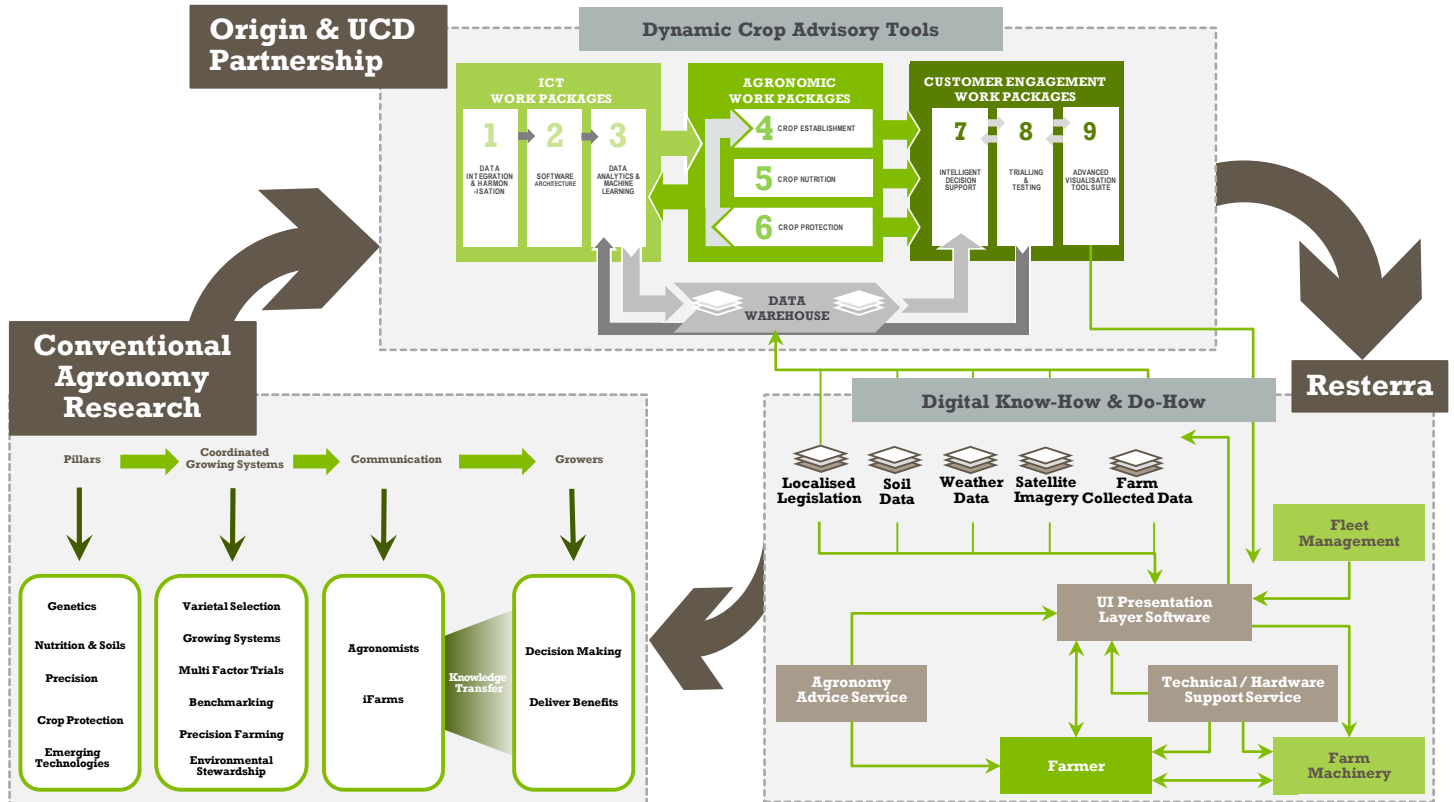 Origin & UCD
Partnership
Dynamic Crop Advisory Tools
ICT
WORK PACKAGES
1
DATA
INTEGRATION
& HARMON
-ISATION
2
SOFTWARE
ARCHITECTURE
3
DATA
ANALYTICS &
MACHINE
LEARNING
AGRONOMIC
WORK PACKAGES
4 CROP ESTABLISHMENT
5 CROP NUTRITION
6 CROP PROTECTION
CUSTOMER ENGAGEMENT
WORK PACKAGES
7
INTELLIGENT
DECISION
SUPPORT
8
TRIALLING
&
TESTING
9
ADVANCED
VISUALISATION
TOOL SUITE
DATA
WAREHOUSE
Conventional
Agronomy
Research
Pillars
Coordinated
Growing Systems
Communication
Growers
Genetics
Nutrition & Soils
Precision
Crop Protection
Emerging
Technologies
Varietal Selection
Growing Systems
Multi Factor Trials
Benchmarking
Precision Farming
Environmental
Stewardship
Agronomists
iFarms
Knowledge
Transfer
Decision Making
Deliver Benefits
Resterra
Digital Know-How & Do-How
Localised
Legislation
Soil
Data
Weather
Data
Satellite
Imagery
Farm
Collected Data
Fleet
Management
UI Presentation
Layer Software
Agronomy
Advice Service
Technical / Hardware
Support Service
Farmer
Farm
Machinery